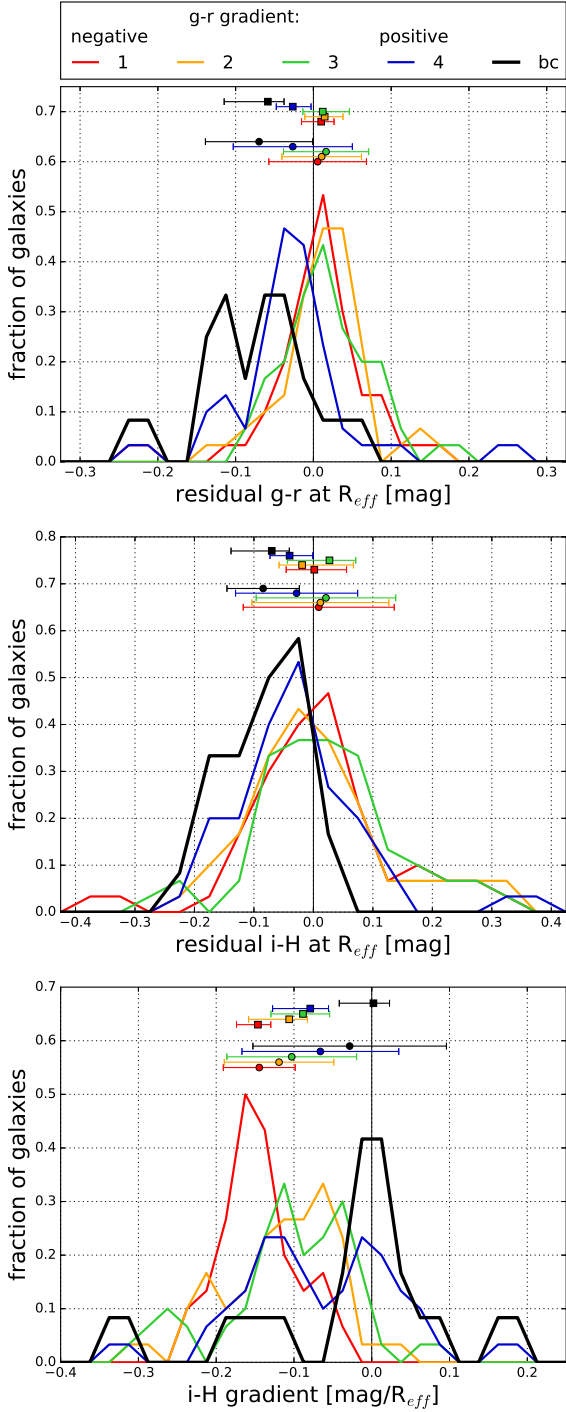 g-r gradient:
negative positive
1 2 3 4 bc
0.7
0.6
0.5
0.4
0.3
0.2
0.1
0.0
fraction of galaxies
−0.3 −0.2 −0.1 0.0 0.1 0.2 0.3
residual g-r at R_eff [mag]
0.8
0.7
0.6
0.5
0.4
0.3
0.2
0.1
0.0
fraction of galaxies
−0.4 −0.3 −0.2 −0.1 0.0 0.1 0.2 0.3 0.4
residual i-H at R_eff [mag]
0.7
0.6
0.5
0.4
0.3
0.2
0.1
0.0
fraction of galaxies
−0.4 −0.3 −0.2 −0.1 0.0 0.1 0.2
i-H gradient [mag/R_eff]